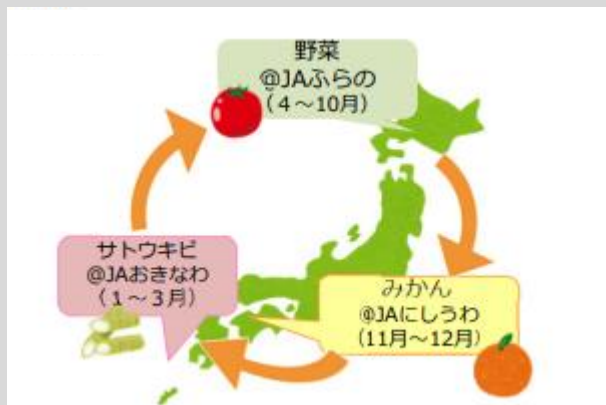 野菜
@JAふらの
（４～10月）
サトウキビ
@JAおきなわ
（１～３月）
みかん
@JAにしうわ
（11月～12月）